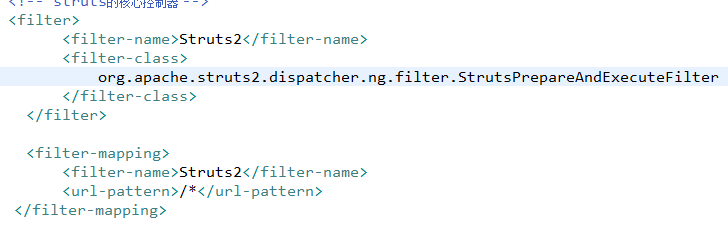 <!-- struts的核心控制器 -->
<filter>
<filter-name>Struts2</filter-name>
<filter-class>
org.apache.struts2.dispatcher.ng.filter.StrutsPrepareAndExecuteFilter
</filter-class>
</filter>
<filter-mapping>
<filter-name>Struts2</filter-name>
<url-pattern>/*</url-pattern>
</filter-mapping>